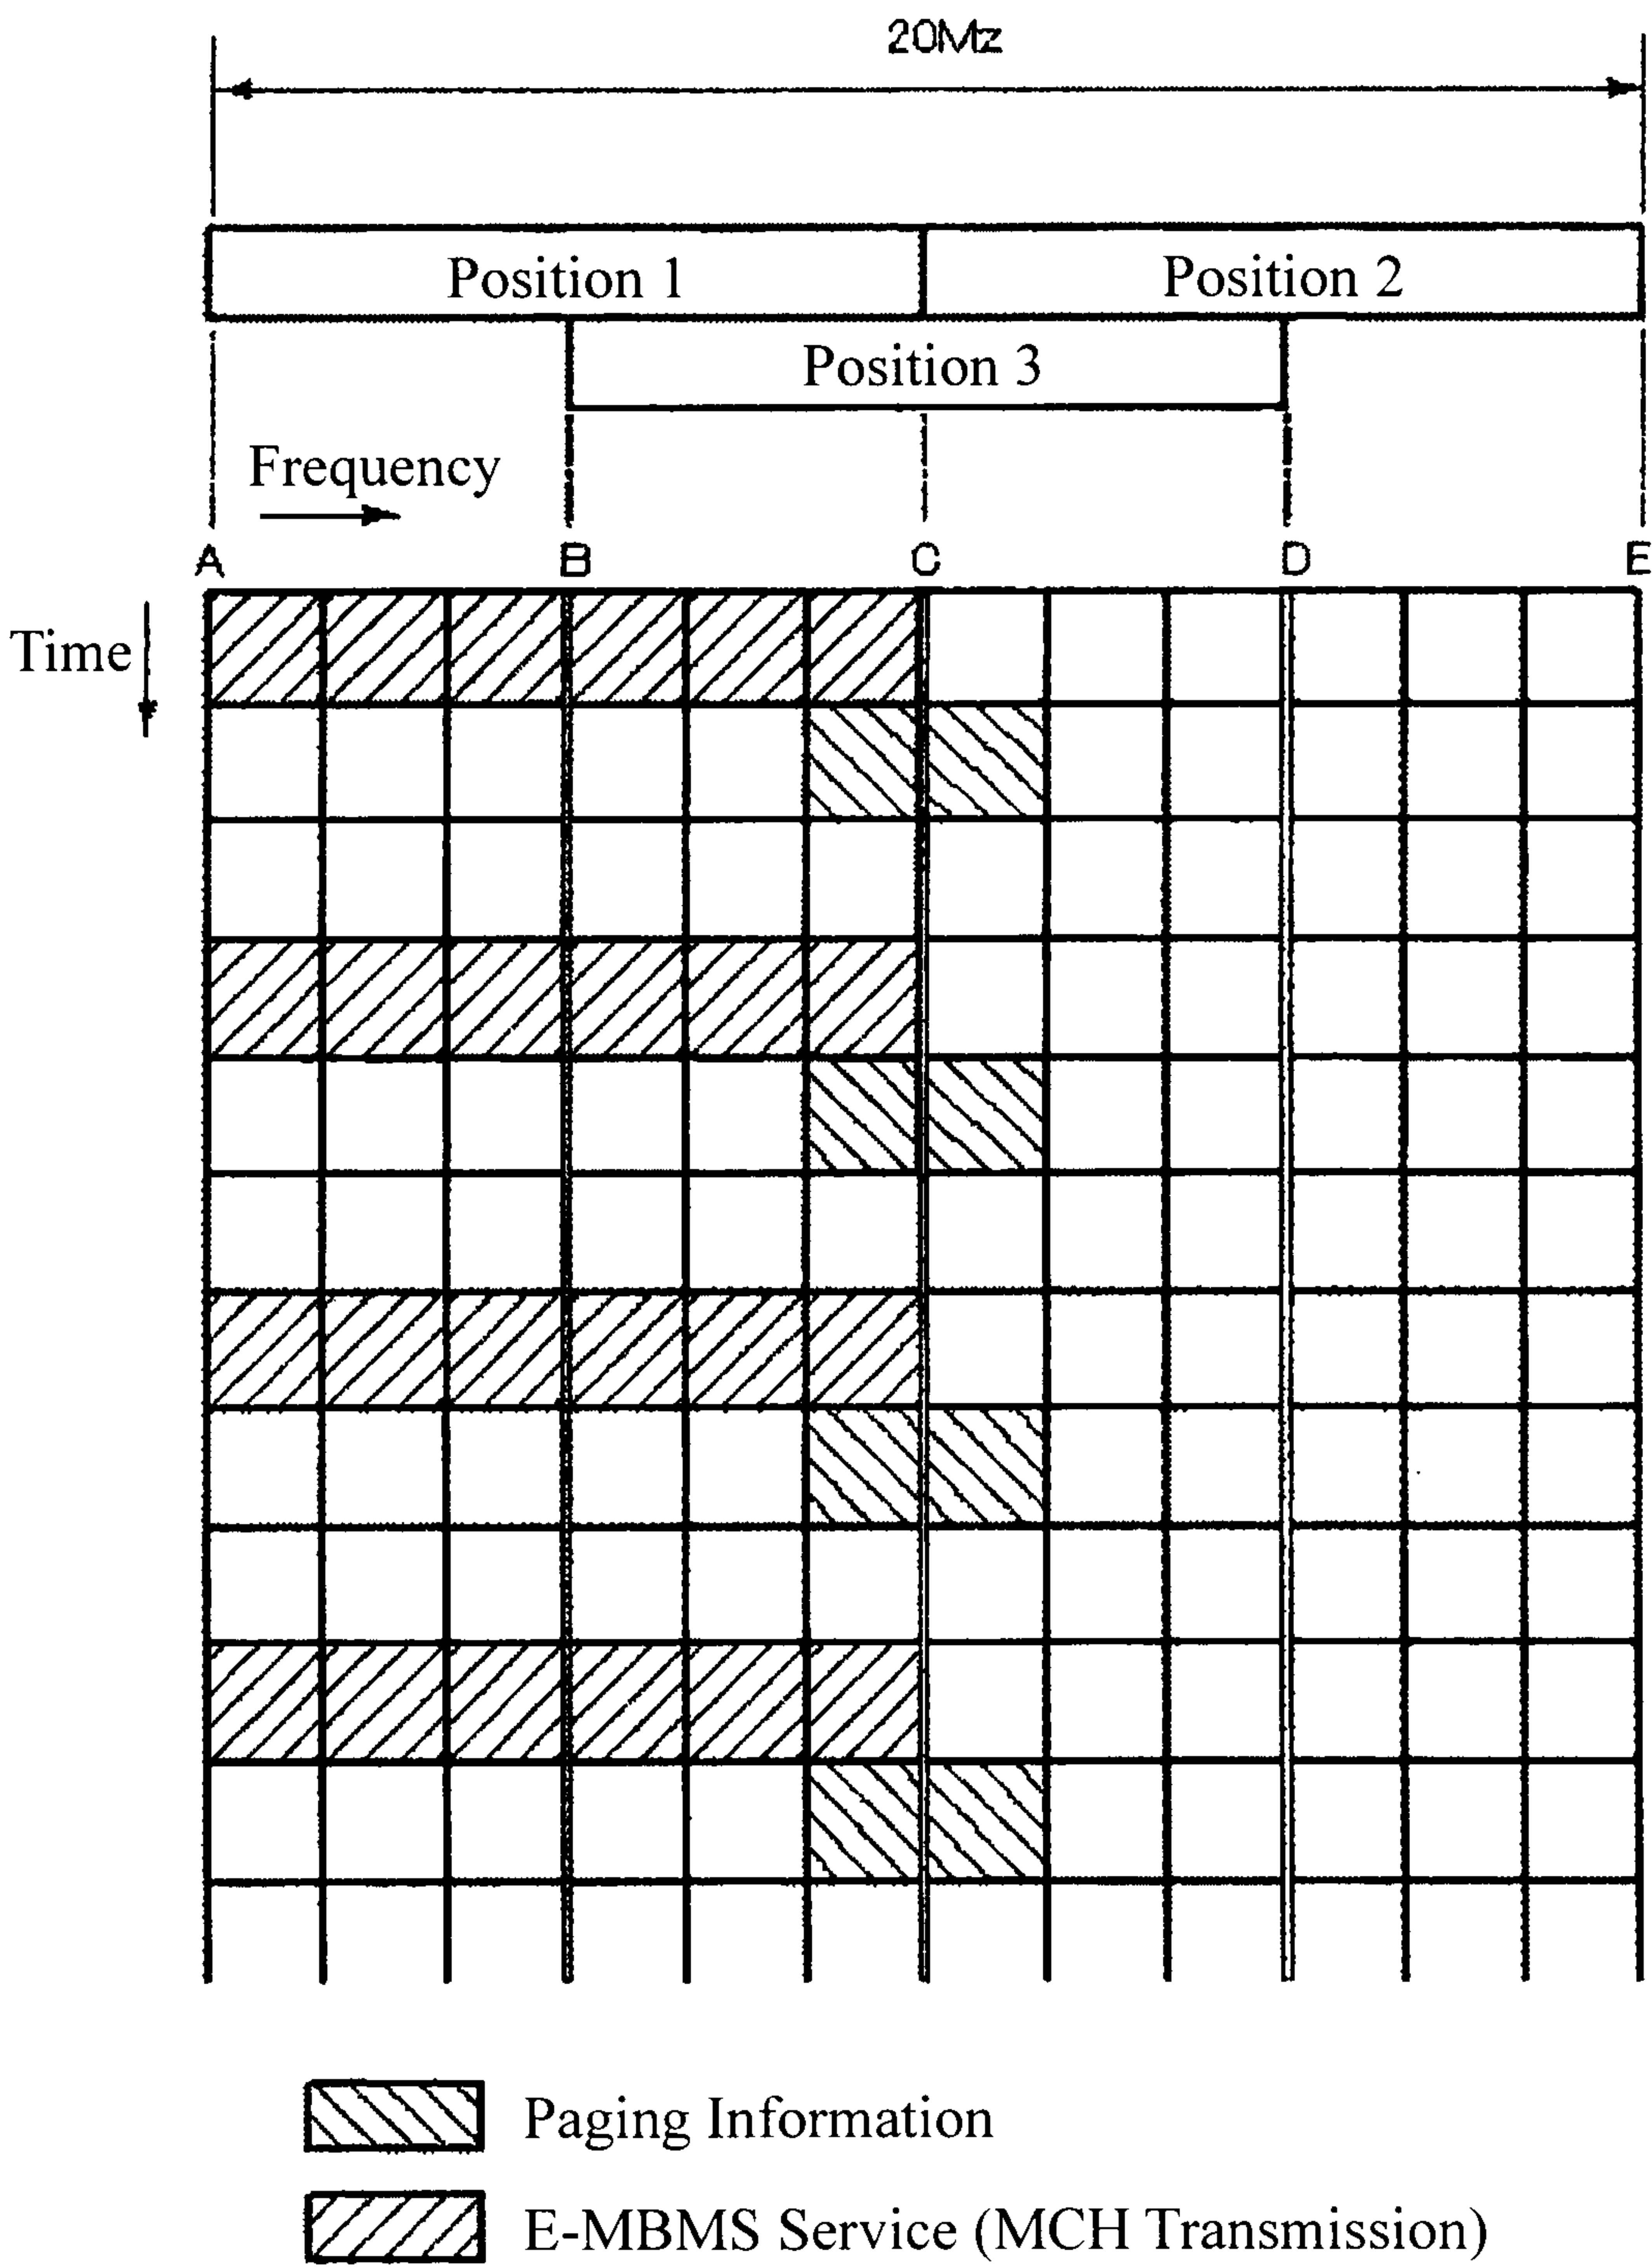 20Mz
Position 1
Position 2
Position 3
Frequency
A B C D E
Time
Paging Information
E-MBMS Service (MCH Transmission)